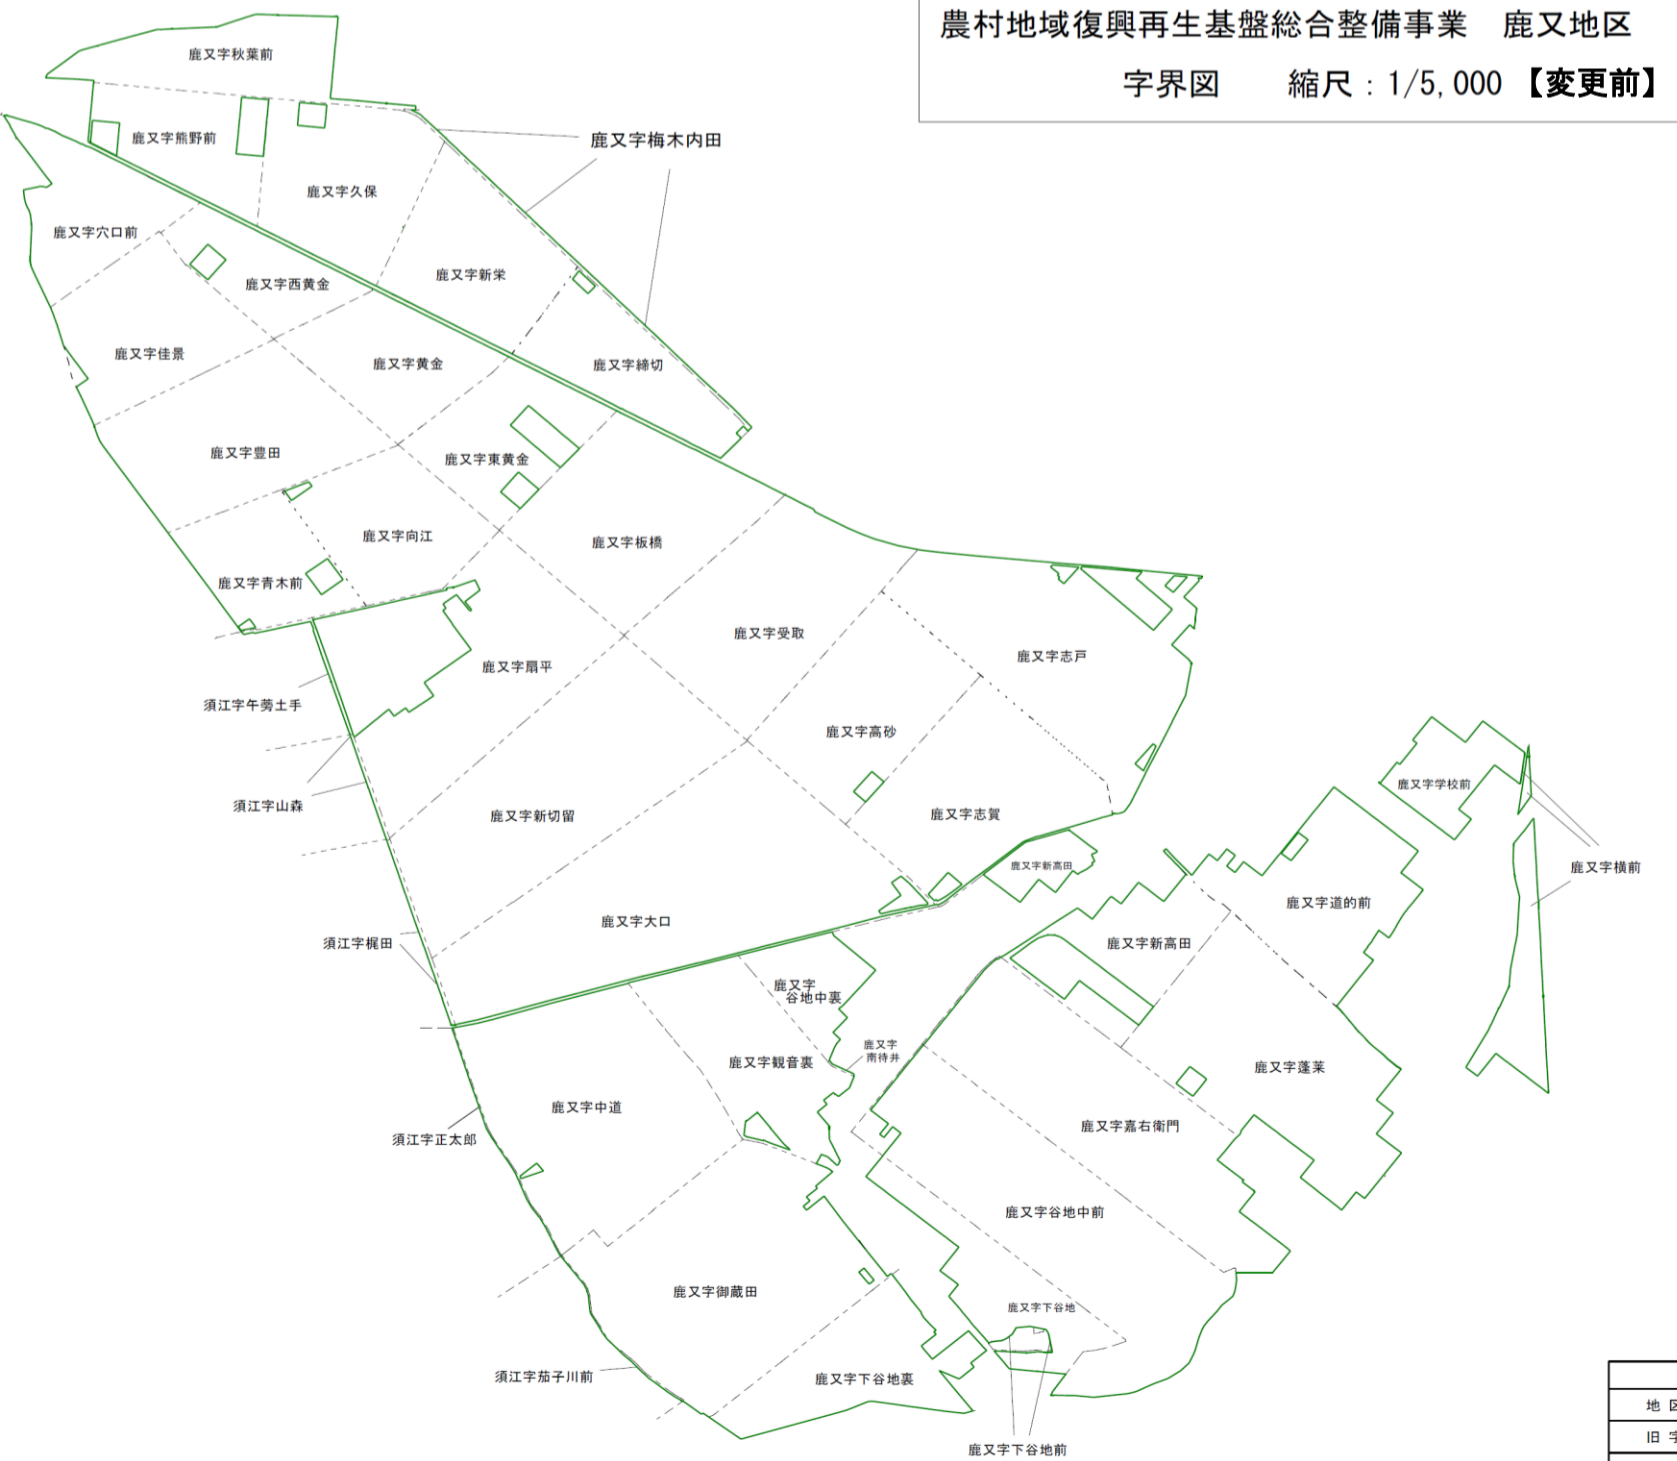 農村地域復興再生基盤総合整備事業　鹿又地区
字界図　　縮尺：1/5,000 【変更前】
鹿又字秋葉前
鹿又字熊野前
鹿又字梅木内田
鹿又字久保
鹿又字穴口前
鹿又字西黄金
鹿又字新栄
鹿又字佳景
鹿又字黄金
鹿又字締切
鹿又字豊田
鹿又字東黄金
鹿又字向江
鹿又字板橋
鹿又字青木前
鹿又字受取
鹿又字扇平
鹿又字志戸
須江字午蒡土手
鹿又字高砂
須江字山森
鹿又字新切留
鹿又字志賀
鹿又字学校前
鹿又字新高田
鹿又字横前
鹿又字道的前
鹿又字大口
須江字梶田
鹿又字新高田
鹿又字
谷地中裏
鹿又字
南待井
鹿又字観音裏
鹿又字蓬莱
鹿又字中道
鹿又字嘉右衛門
須江字正太郎
鹿又字谷地中前
鹿又字御蔵田
鹿又字下谷地
須江字茄子川前
鹿又字下谷地裏
鹿又字下谷地前
地 区
旧 字